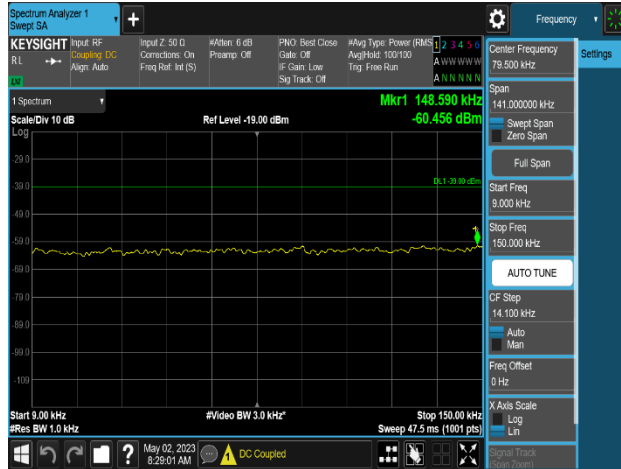 Spectrum Analyzer 1
Swept SA
+
Frequency
KEYSIGHT
Input: RF
Input Z: 50 Ω
#Atten: 6 dB
PNO: Best Close
#Avg Type: Power (RMS
1 2 3 4 5 6
RL
Coupling: DC
Corrections: On
Preamp: Off
Gate: Off
Avg|Hold: 100/100
A W W W W W
Align: Auto
Freq Ref: Int (S)
IF Gain: Low
Trig: Free Run
Sig Track: Off
A N N N N N
1 Spectrum
Mkr1 148.590 kHz
Scale/Div 10 dB
Ref Level -19.00 dBm
-60.456 dBm
Log
-29.0
DL1 -39.00 dBm
-39.0
-49.0
-59.0
-69.0
-79.0
-89.0
-99.0
-109
Start 9.00 kHz
#Video BW 3.0 kHz*
Stop 150.00 kHz
#Res BW 1.0 kHz
Sweep 47.5 ms (1001 pts)
Settings
Center Frequency
79.500 kHz
Span
141.000000 kHz
Swept Span
Zero Span
Full Span
Start Freq
9.000 kHz
Stop Freq
150.000 kHz
AUTO TUNE
CF Step
14.100 kHz
Auto
Man
Freq Offset
0 Hz
X Axis Scale
Log
Lin
Signal Track
(Span Zoom)
?
May 02, 2023
8:29:01 AM
DC Coupled